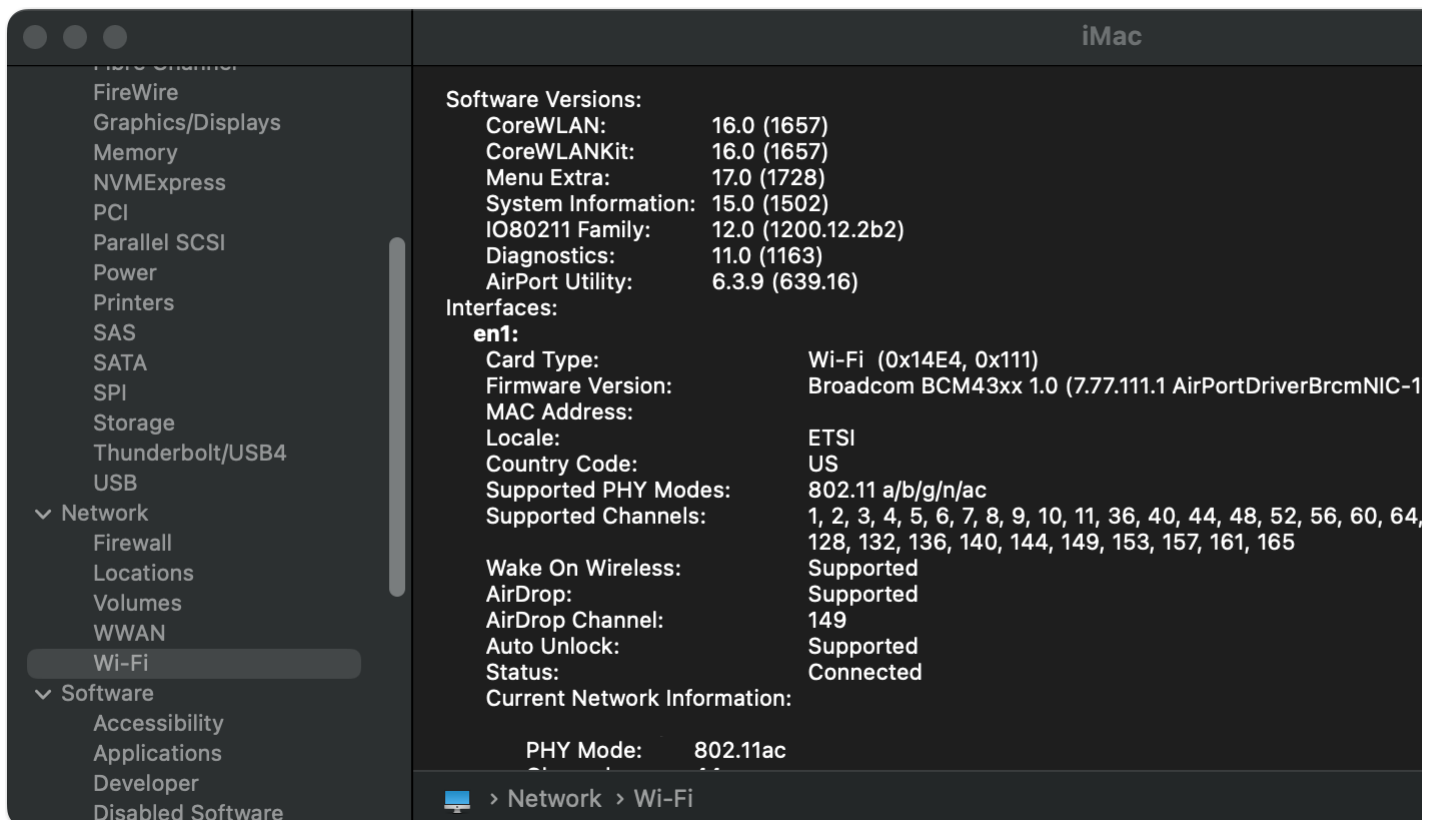 iMac
Fibre Channel
FireWire
Graphics/Displays
Memory
NVMExpress
PCI
Parallel SCSI
Power
Printers
SAS
SATA
SPI
Storage
Thunderbolt/USB4
USB
Network
Firewall
Locations
Volumes
WWAN
Wi-Fi
Software
Accessibility
Applications
Developer
Disabled Software
Software Versions:
CoreWLAN: 16.0 (1657)
CoreWLANKit: 16.0 (1657)
Menu Extra: 17.0 (1728)
System Information: 15.0 (1502)
IO80211 Family: 12.0 (1200.12.2b2)
Diagnostics: 11.0 (1163)
AirPort Utility: 6.3.9 (639.16)
Interfaces:
en1:
Card Type: Wi-Fi (0x14E4, 0x111)
Firmware Version: Broadcom BCM43xx 1.0 (7.77.111.1 AirPortDriverBrcmNIC-1
MAC Address:
Locale: ETSI
Country Code: US
Supported PHY Modes: 802.11 a/b/g/n/ac
Supported Channels: 1, 2, 3, 4, 5, 6, 7, 8, 9, 10, 11, 36, 40, 44, 48, 52, 56, 60, 64,
128, 132, 136, 140, 144, 149, 153, 157, 161, 165
Wake On Wireless: Supported
AirDrop: Supported
AirDrop Channel: 149
Auto Unlock: Supported
Status: Connected
Current Network Information:
PHY Mode: 802.11ac
› Network › Wi-Fi